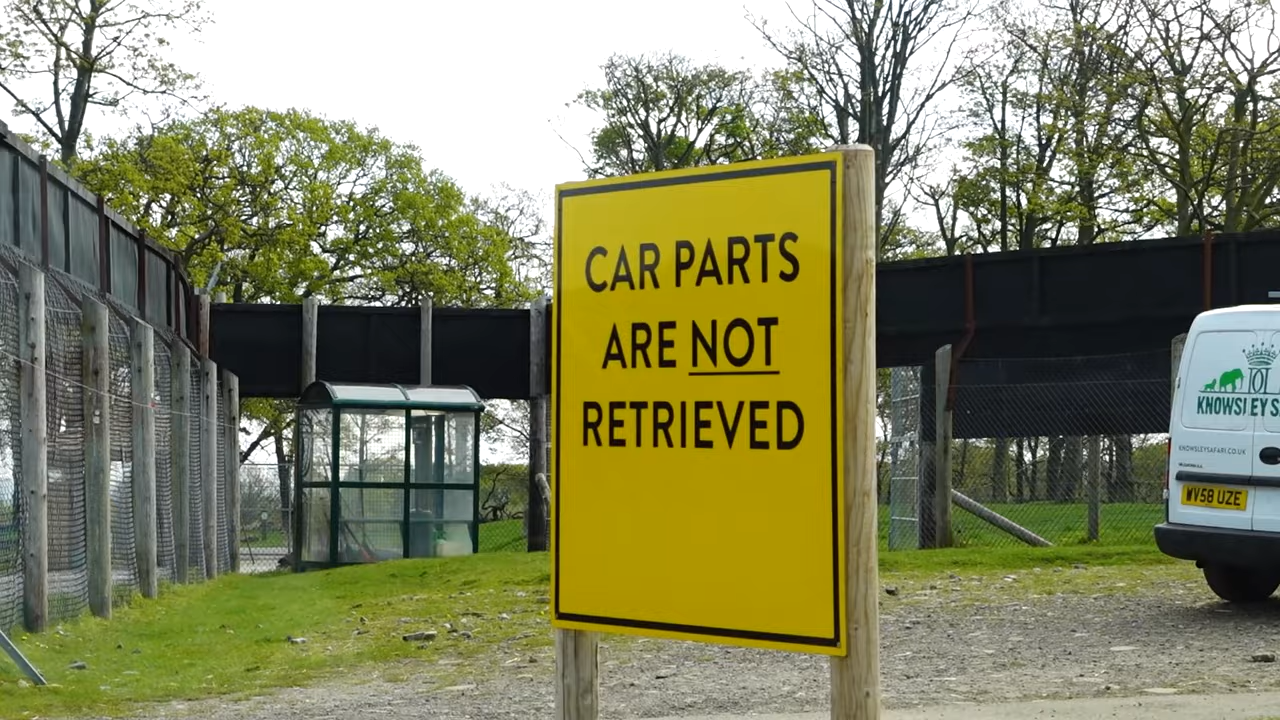 CAR PARTS
ARE NOT
RETRIEVED
KNOWSLEY S
KNOWSLEYSAFARI.CO.UK
WV58 UZE